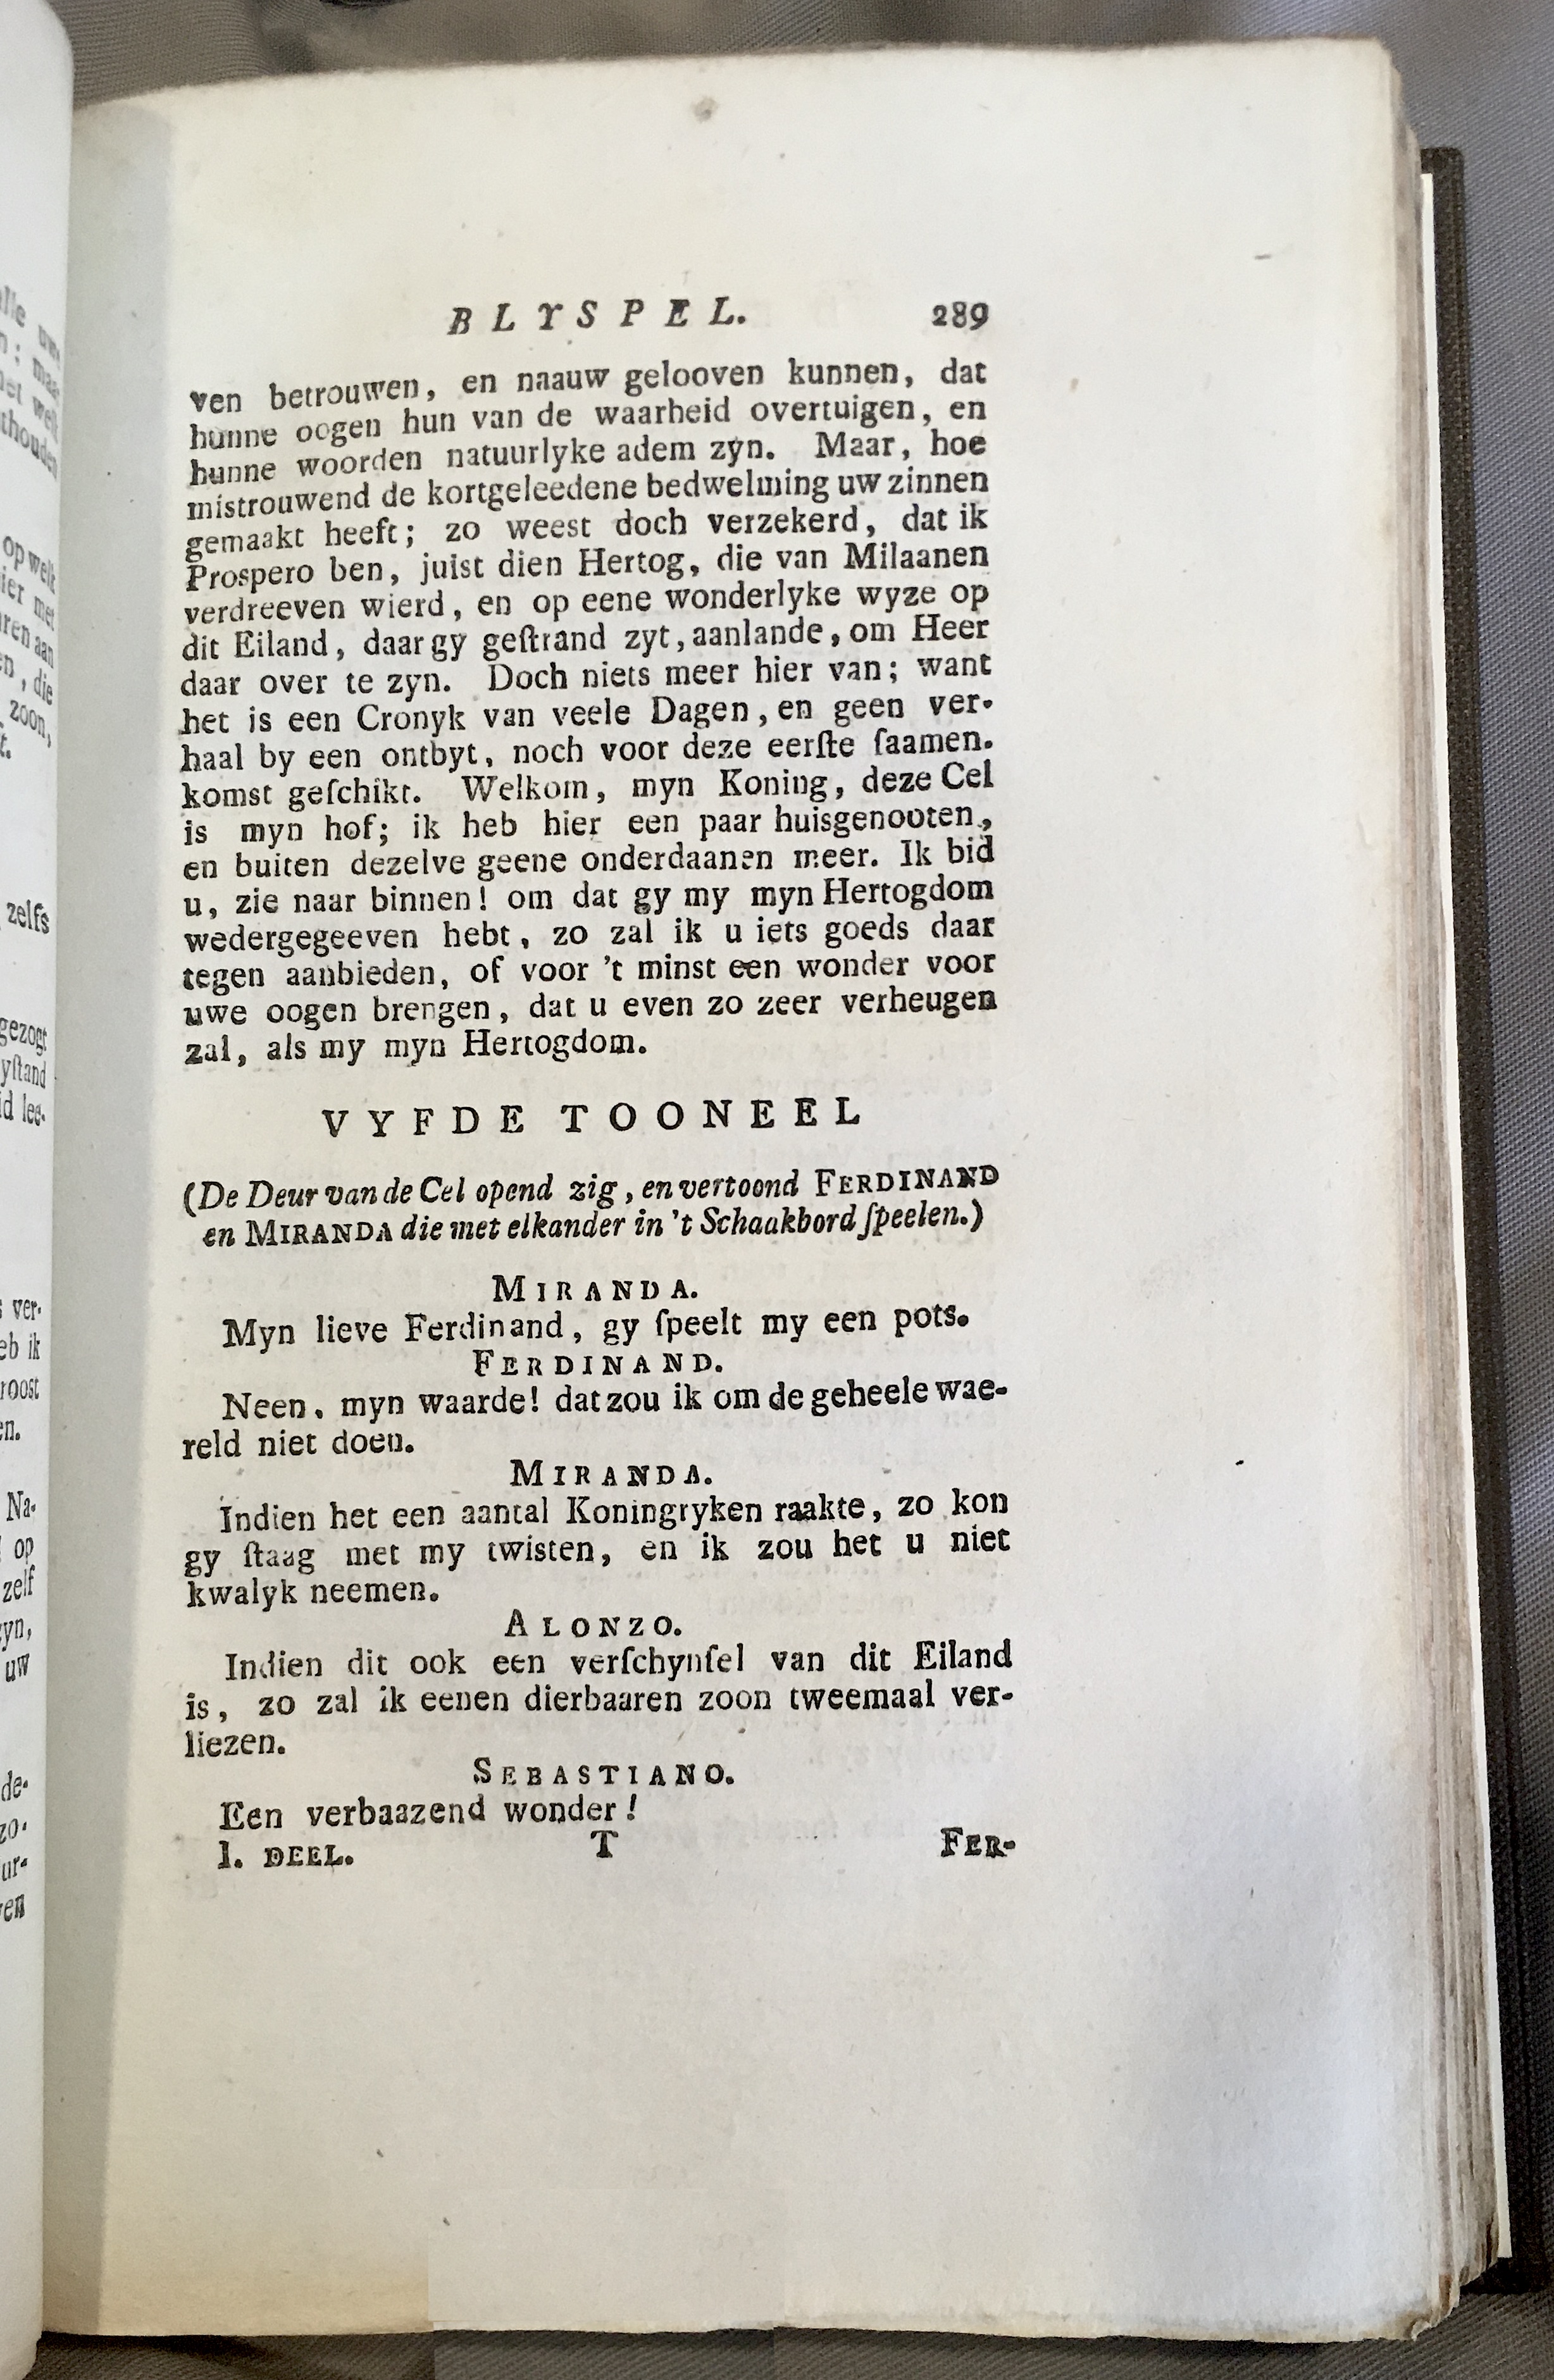 BLYSPEL. 289
ven betrouwen, en naauw gelooven kunnen, dat
hunne oogen hun van de waarheid overtuigen, en
hunne woorden natuurlyke adem zyn. Maar, hoe
mistrouwend de kortgeleedene bedwelming uw zinnen
gemaakt heeft; zo weest doch verzekerd, dat ik
Prospero ben, juist dien Hertog, die van Milaanen
verdreeven wierd, en op eene wonderlyke wyze op
dit Eiland, daar gy geſtrand zyt, aanlande, om Heer
daar over te zyn. Doch niets meer hier van; want
het is een Cronyk van veele Dagen, en geen ver-
haal by een ontbyt, noch voor deze eerſte ſaamen.
komst geſchikt. Welkom, myn Koning, deze Cel
is myn hof; ik heb hier een paar huisgenooten,
en buiten dezelve geene onderdaanen meer. Ik bid
u, zie naar binnen! om dat gy my myn Hertogdom
wedergegeeven hebt, zo zal ik u iets goeds daar
tegen aanbieden, of voor 't minst een wonder voor
uwe oogen brengen, dat u even zo zeer verheugen
zal, als my myn Hertogdom.
VYFDE TOONEEL
(De Deur van de Cel opend zig, en vertoond FERDINAND
en MIRANDA die met elkander in 't Schaakbord ſpeelen.)
MIRANDA.
Myn lieve Ferdinand, gy ſpeelt my een pots.
FERDINAND.
Neen, myn waarde! dat zou ik om de geheele wae-
reld niet doen.
MIRANDA.
Indien het een aantal Koningryken raakte, zo kon
gy ſtaag met my twisten, en ik zou het u niet
kwalyk neemen.
ALONZO.
Indien dit ook een verſchynſel van dit Eiland
is, zo zal ik eenen dierbaaren zoon tweemaal ver-
liezen.
SEBASTIANO.
Een verbaazend wonder!
I. DEEL. T FER-